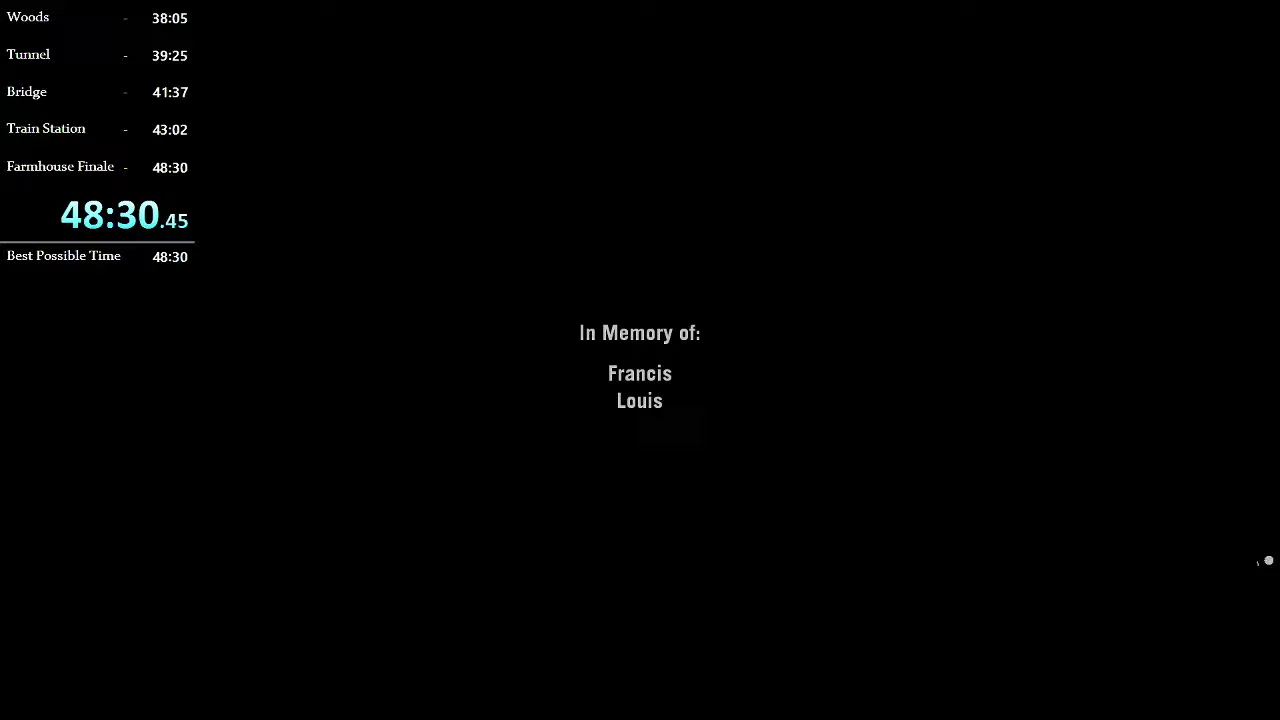 Woods - 38:05
Tunnel - 39:25
Bridge - 41:37
Train Station - 43:02
Farmhouse Finale - 48:30
48:30.45
Best Possible Time 48:30
In Memory of:
Francis
Louis